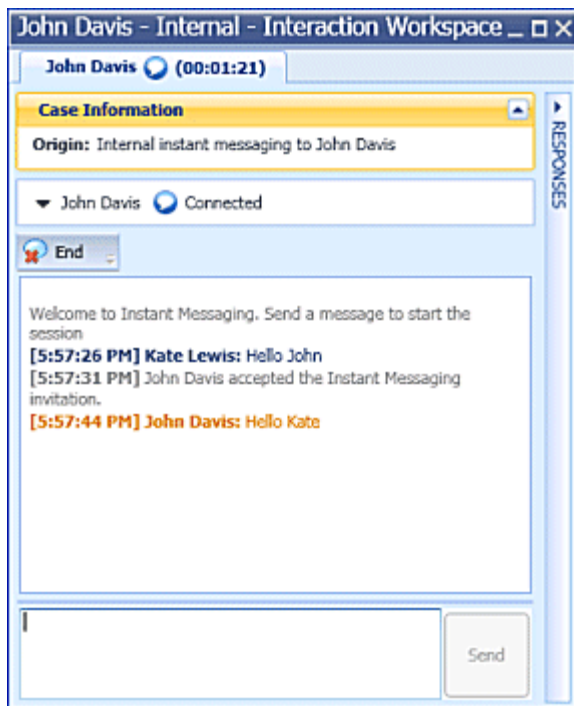 John Davis - Internal - Interaction Workspace
John Davis (00:01:21)
Case Information
Origin: Internal instant messaging to John Davis
RESPONSES
John Davis Connected
End
Welcome to Instant Messaging. Send a message to start the
session
[5:57:26 PM] Kate Lewis: Hello John
[5:57:31 PM] John Davis accepted the Instant Messaging
invitation.
[5:57:44 PM] John Davis: Hello Kate
Send